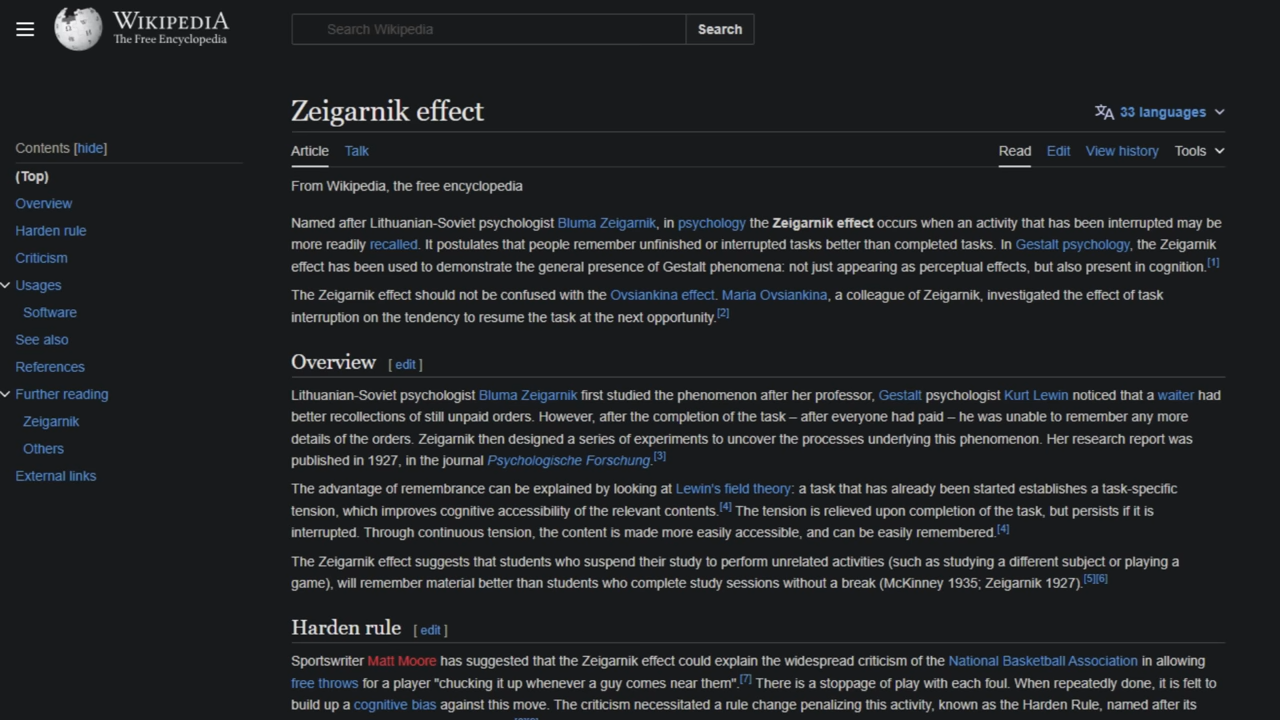 WIKIPEDIA
The Free Encyclopedia
Search Wikipedia
Search
Zeigarnik effect
33 languages
Contents [hide]
Article Talk
Read Edit View history Tools
(Top)
Overview
Harden rule
Criticism
Usages
Software
See also
References
Further reading
Zeigarnik
Others
External links
From Wikipedia, the free encyclopedia
Named after Lithuanian-Soviet psychologist Bluma Zeigarnik, in psychology the Zeigarnik effect occurs when an activity that has been interrupted may be
more readily recalled. It postulates that people remember unfinished or interrupted tasks better than completed tasks. In Gestalt psychology, the Zeigarnik
effect has been used to demonstrate the general presence of Gestalt phenomena: not just appearing as perceptual effects, but also present in cognition.[1]
The Zeigarnik effect should not be confused with the Ovsiankina effect. Maria Ovsiankina, a colleague of Zeigarnik, investigated the effect of task
interruption on the tendency to resume the task at the next opportunity.[2]
Overview [ edit ]
Lithuanian-Soviet psychologist Bluma Zeigarnik first studied the phenomenon after her professor, Gestalt psychologist Kurt Lewin noticed that a waiter had
better recollections of still unpaid orders. However, after the completion of the task – after everyone had paid – he was unable to remember any more
details of the orders. Zeigarnik then designed a series of experiments to uncover the processes underlying this phenomenon. Her research report was
published in 1927, in the journal Psychologische Forschung.[3]
The advantage of remembrance can be explained by looking at Lewin's field theory: a task that has already been started establishes a task-specific
tension, which improves cognitive accessibility of the relevant contents.[4] The tension is relieved upon completion of the task, but persists if it is
interrupted. Through continuous tension, the content is made more easily accessible, and can be easily remembered.[4]
The Zeigarnik effect suggests that students who suspend their study to perform unrelated activities (such as studying a different subject or playing a
game), will remember material better than students who complete study sessions without a break (McKinney 1935; Zeigarnik 1927).[5][6]
Harden rule [ edit ]
Sportswriter Matt Moore has suggested that the Zeigarnik effect could explain the widespread criticism of the National Basketball Association in allowing
free throws for a player "chucking it up whenever a guy comes near them".[7] There is a stoppage of play with each foul. When repeatedly done, it is felt to
build up a cognitive bias against this move. The criticism necessitated a rule change penalizing this activity, known as the Harden Rule, named after its